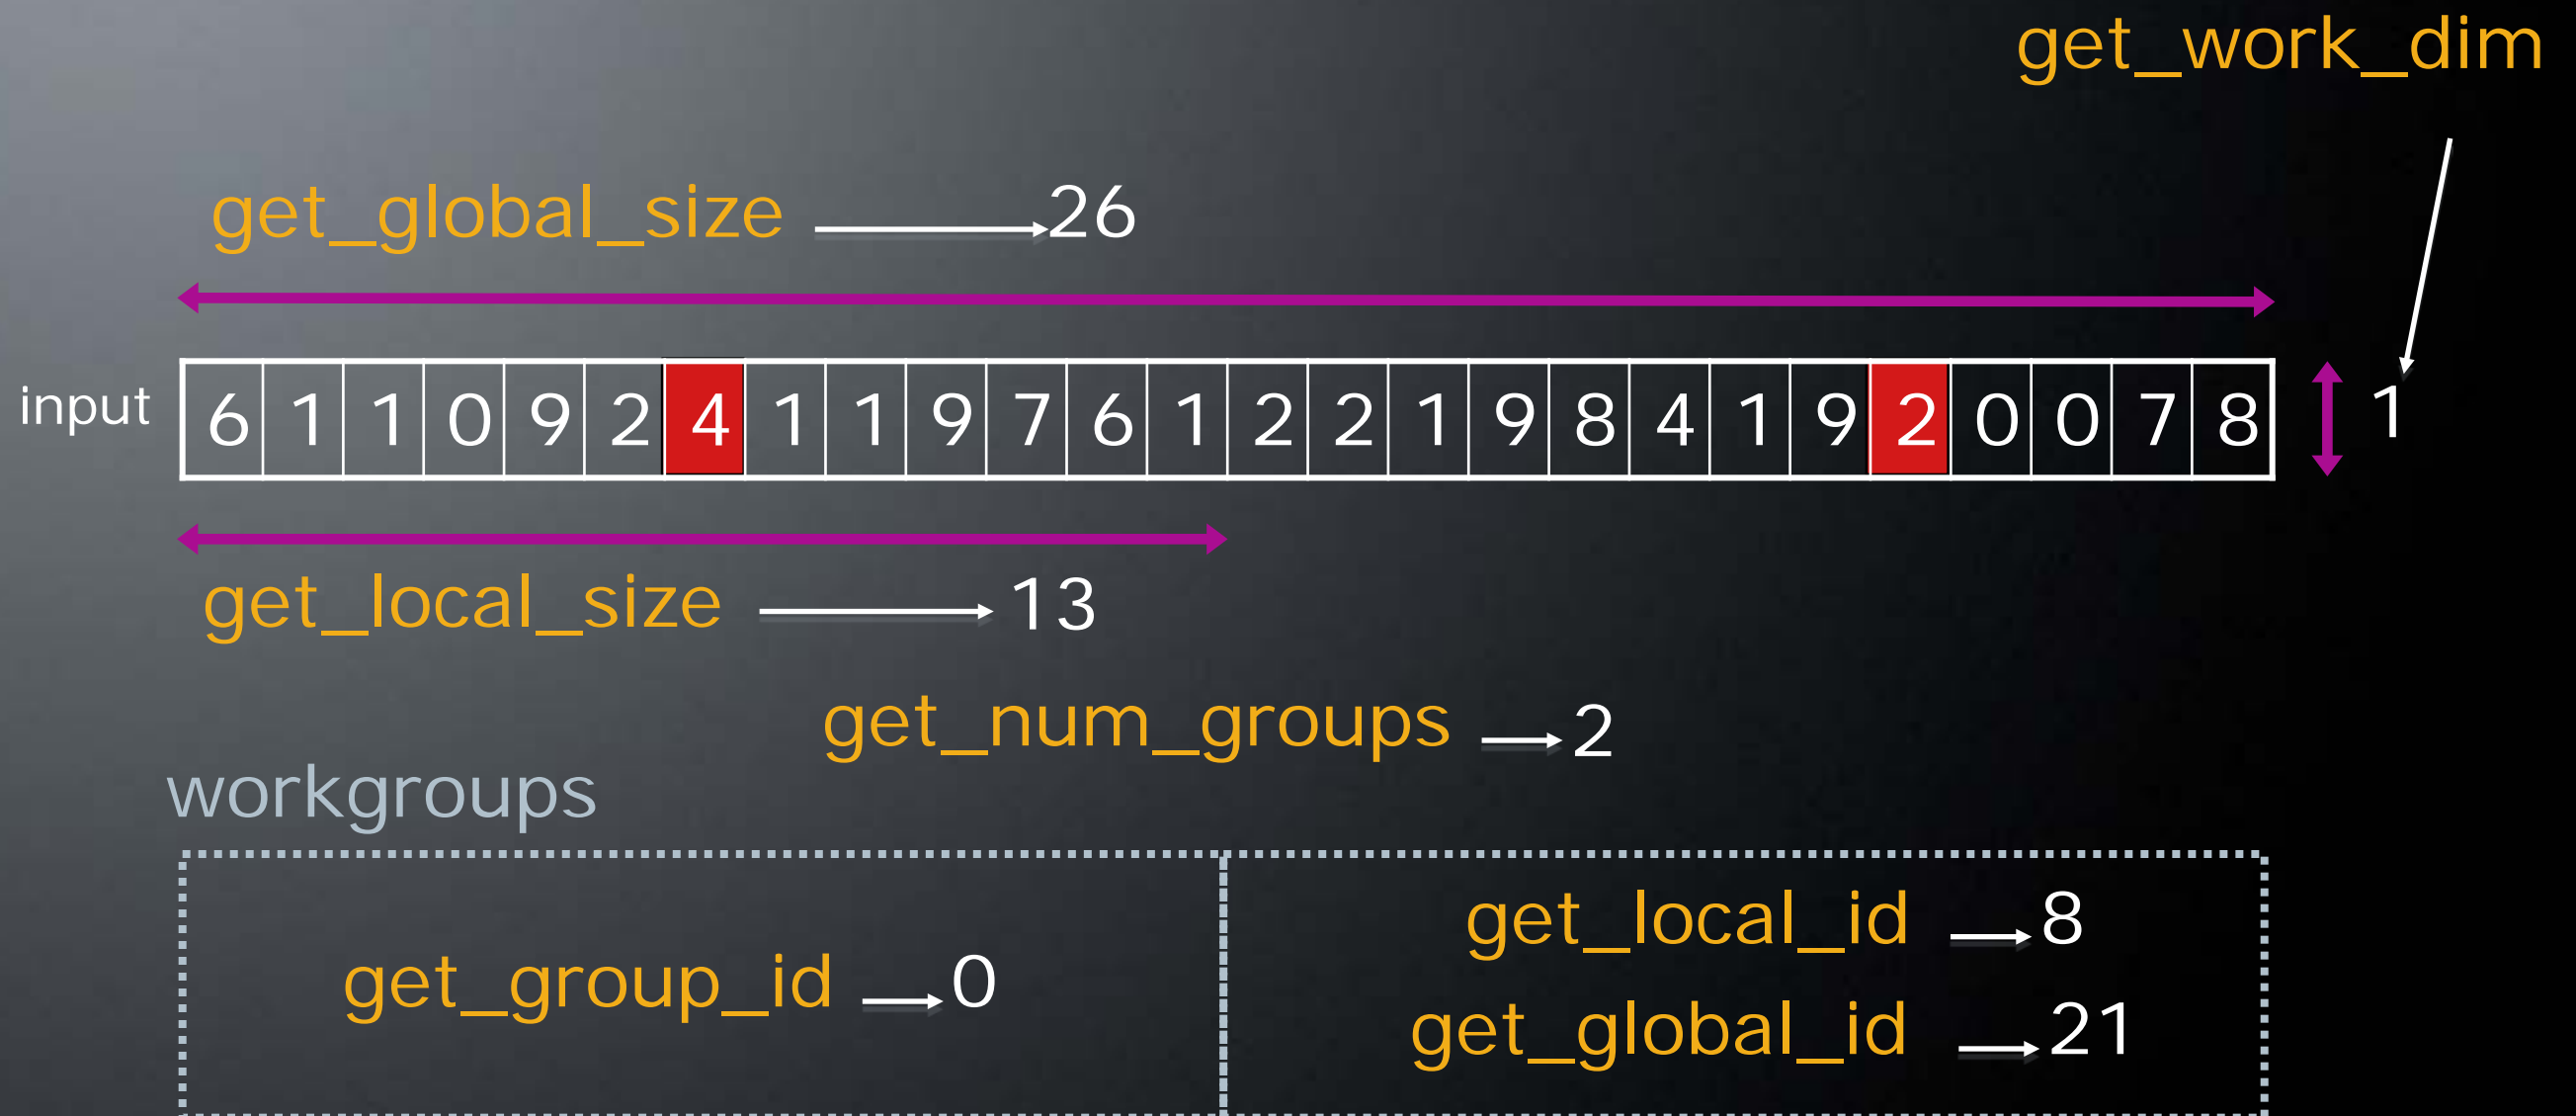 get_work_dim
get_global_size 26
input 6 1 1 0 9 2 4 1 1 9 7 6 1 2 2 1 9 8 4 1 9 2 0 0 7 8 1
get_local_size 13
get_num_groups 2
workgroups
get_local_id 8
get_group_id 0
get_global_id 21